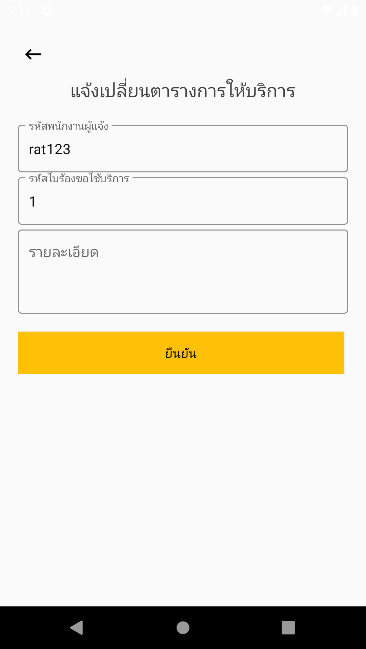 แจ้งเปลี่ยนตารางการให้บริการ
รหัสพนักงานผู้แจ้ง
rat123
รหัสใบร้องขอใช้บริการ
1
รายละเอียด
ยืนยัน